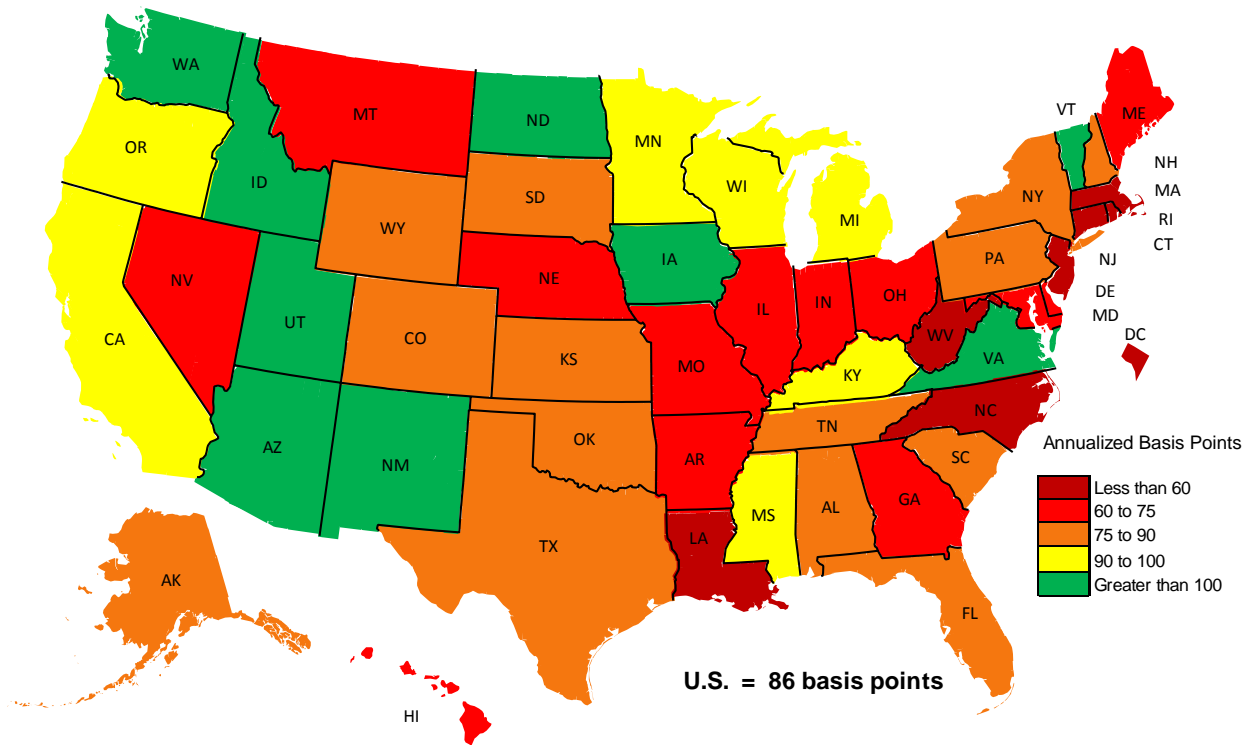 WA
MT
ND
MN
VT
ME
OR
ID
SD
WI
MI
NY
NH
MA
RI
CT
WY
IA
PA
NJ
NV
NE
IL
IN
OH
DE
MD
CA
UT
CO
KS
MO
KY
WV
VA
DC
AZ
NM
OK
AR
TN
NC
SC
Annualized Basis Points
Less than 60
60 to 75
75 to 90
90 to 100
Greater than 100
TX
LA
MS
AL
GA
AK
FL
HI
U.S. = 86 basis points